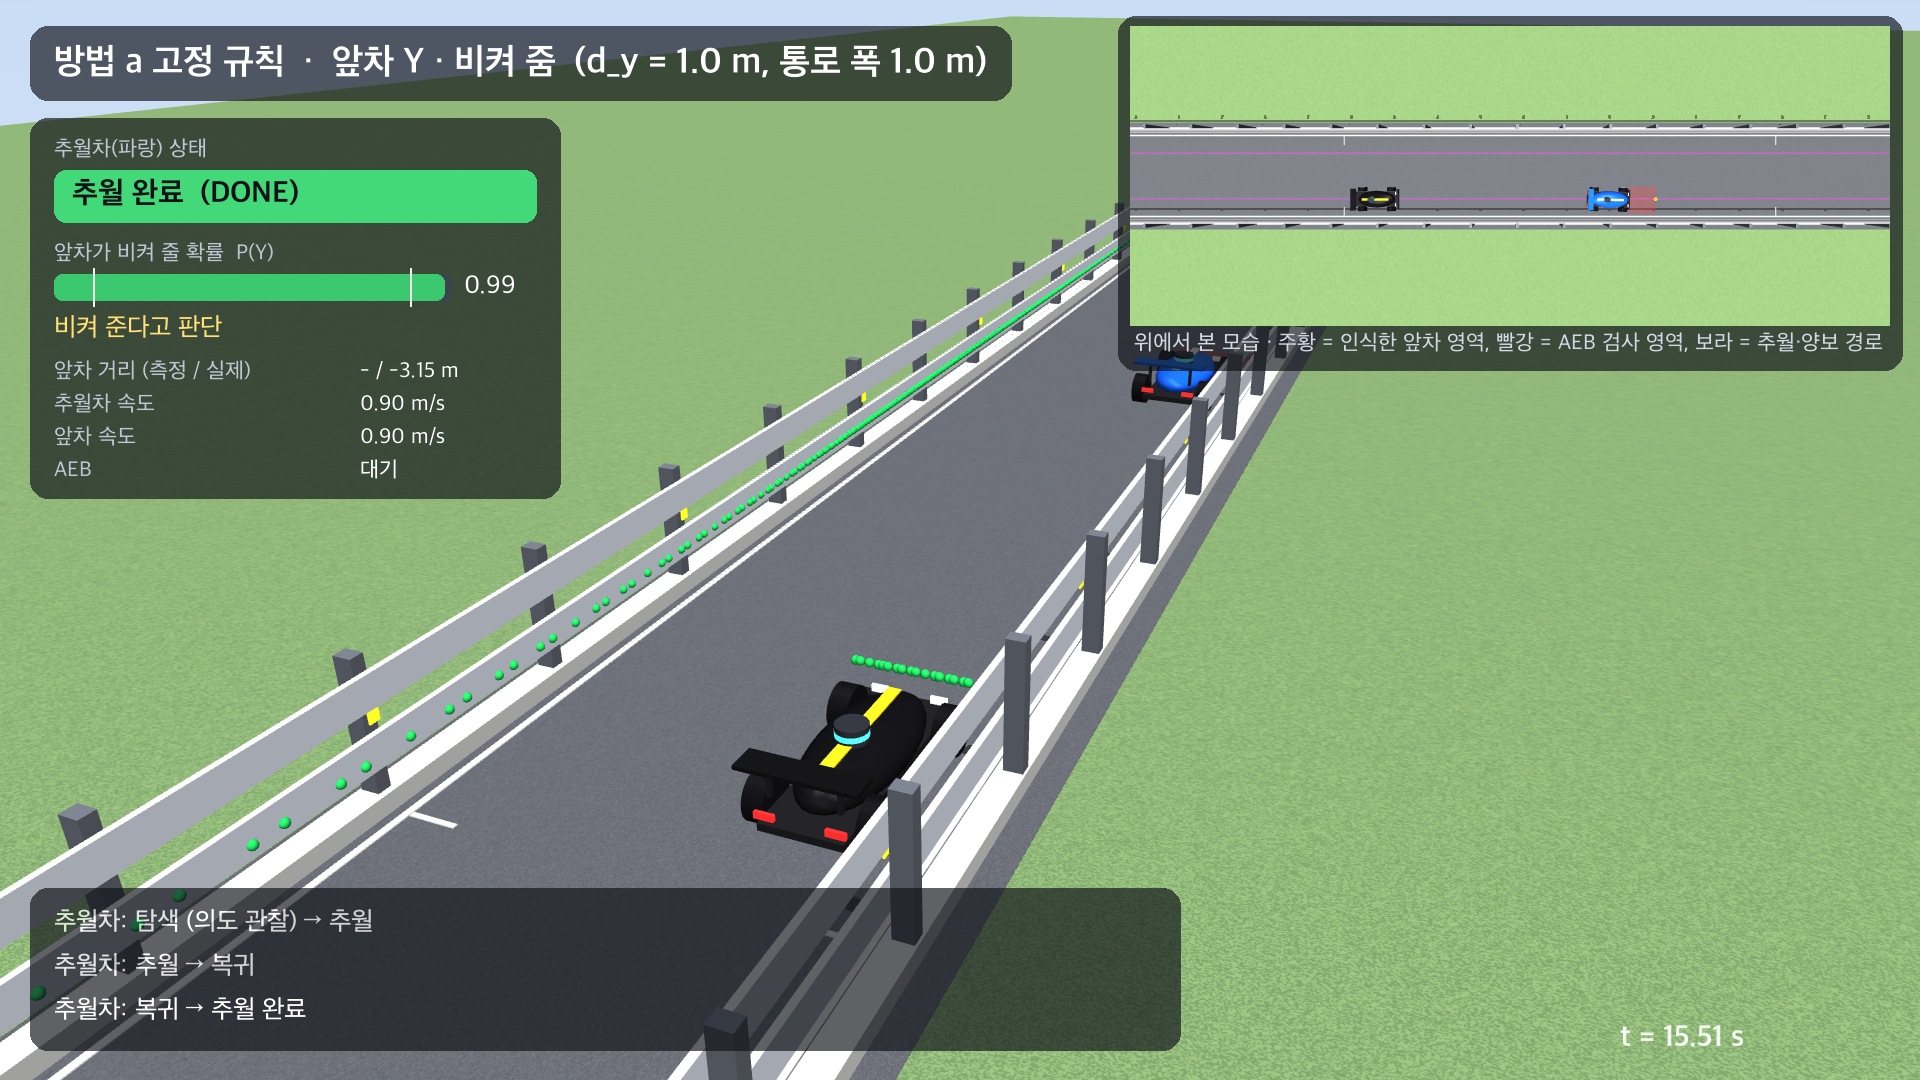 방법 a 고정 규칙 · 앞차 Y · 비켜 줌 (d_y = 1.0 m, 통로 폭 1.0 m)
추월차(파랑) 상태
추월 완료 (DONE)
앞차가 비켜 줄 확률 P(Y)
0.99
비켜 준다고 판단
앞차 거리 (측정 / 실제) - / -3.15 m
추월차 속도 0.90 m/s
앞차 속도 0.90 m/s
AEB 대기
위에서 본 모습 · 주황 = 인식한 앞차 영역, 빨강 = AEB 검사 영역, 보라 = 추월·양보 경로
추월차: 탐색 (의도 관찰) → 추월
추월차: 추월 → 복귀
추월차: 복귀 → 추월 완료
t = 15.51 s